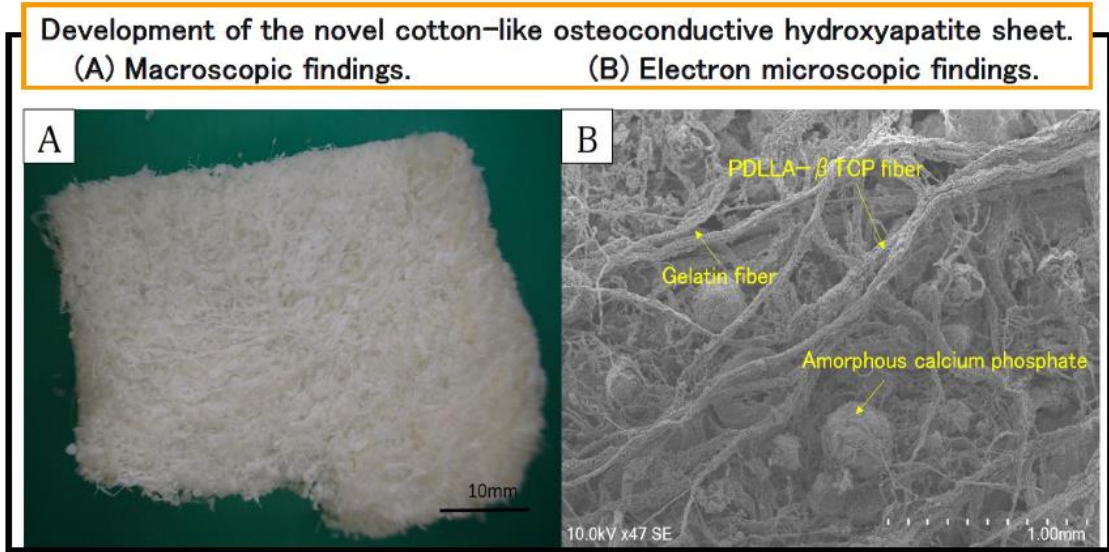 Development of the novel cotton-like osteoconductive hydroxyapatite sheet.
(A) Macroscopic findings. (B) Electron microscopic findings.
A
B
PDLLA-βTCP fiber
Gelatin fiber
Amorphous calcium phosphate
10mm
10.0kV x47 SE 1.00mm